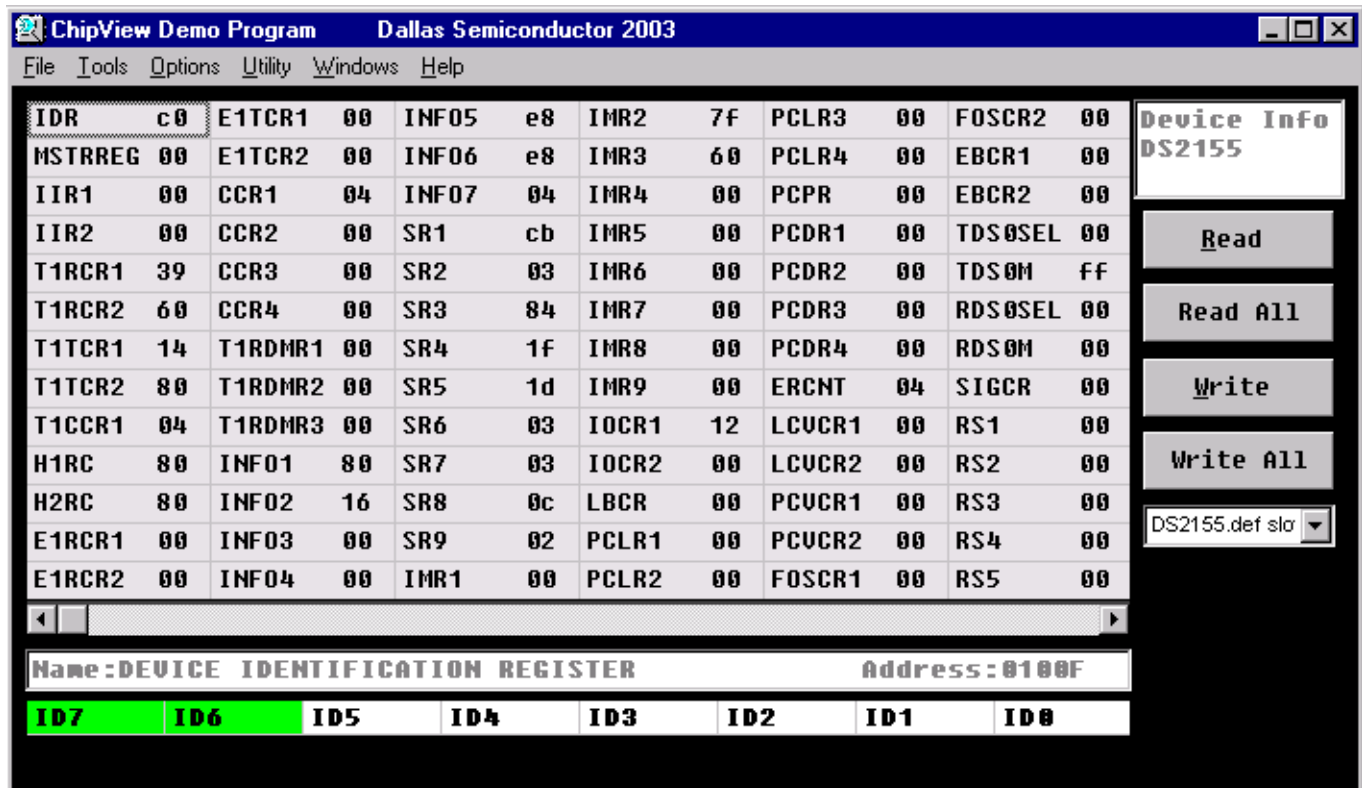 ChipView Demo Program Dallas Semiconductor 2003
File Tools Options Utility Windows Help
IDR c0 E1TCR1 00 INFO5 e8 IMR2 7f PCLR3 00 FOSCR2 00
MSTRREG 00 E1TCR2 00 INFO6 e8 IMR3 60 PCLR4 00 EBCR1 00
IIR1 00 CCR1 04 INFO7 04 IMR4 00 PCPR 00 EBCR2 00
IIR2 00 CCR2 00 SR1 cb IMR5 00 PCDR1 00 TDS0SEL 00
T1RCR1 39 CCR3 00 SR2 03 IMR6 00 PCDR2 00 TDS0M ff
T1RCR2 60 CCR4 00 SR3 84 IMR7 00 PCDR3 00 RDS0SEL 00
T1TCR1 14 T1RDMR1 00 SR4 1f IMR8 00 PCDR4 00 RDS0M 00
T1TCR2 80 T1RDMR2 00 SR5 1d IMR9 00 ERCNT 04 SIGCR 00
T1CCR1 04 T1RDMR3 00 SR6 03 IOCR1 12 LCVCR1 00 RS1 00
H1RC 80 INFO1 80 SR7 03 IOCR2 00 LCVCR2 00 RS2 00
H2RC 80 INFO2 16 SR8 0c LBCR 00 PCVCR1 00 RS3 00
E1RCR1 00 INFO3 00 SR9 02 PCLR1 00 PCVCR2 00 RS4 00
E1RCR2 00 INFO4 00 IMR1 00 PCLR2 00 FOSCR1 00 RS5 00
Device Info
DS2155
Read
Read All
Write
Write All
DS2155.def slo
Name:DEVICE IDENTIFICATION REGISTER Address:0100F
ID7 ID6 ID5 ID4 ID3 ID2 ID1 ID0